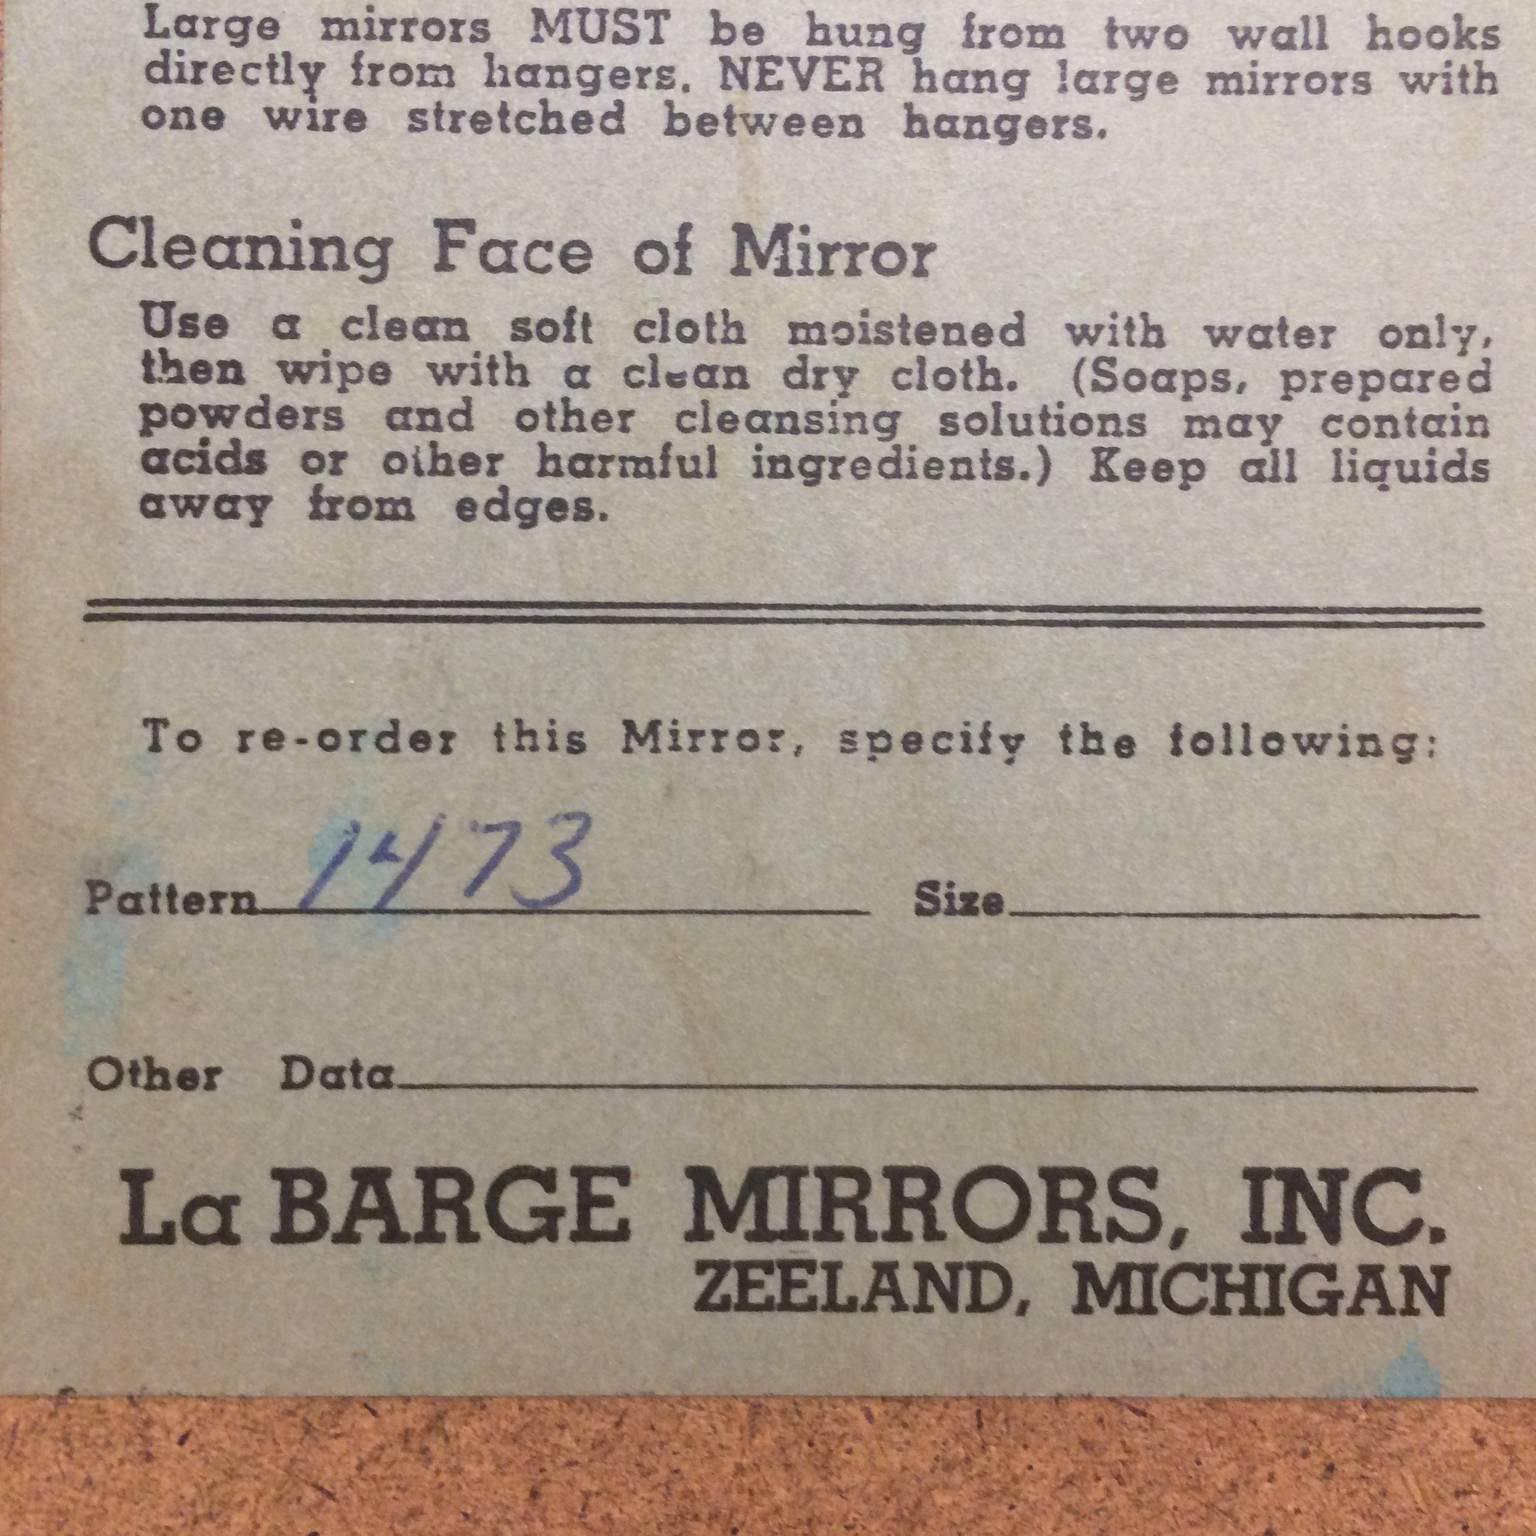 Large mirrors MUST be hung from two wall hooks
directly from hangers. NEVER hang large mirrors with
one wire stretched between hangers.
Cleaning Face of Mirror
Use a clean soft cloth moistened with water only,
then wipe with a clean dry cloth. (Soaps, prepared
powders and other cleansing solutions may contain
acids or other harmful ingredients.) Keep all liquids
away from edges.
To re-order this Mirror, specify the following:
Pattern 1473 Size
Other Data
La BARGE MIRRORS, INC.
ZEELAND, MICHIGAN